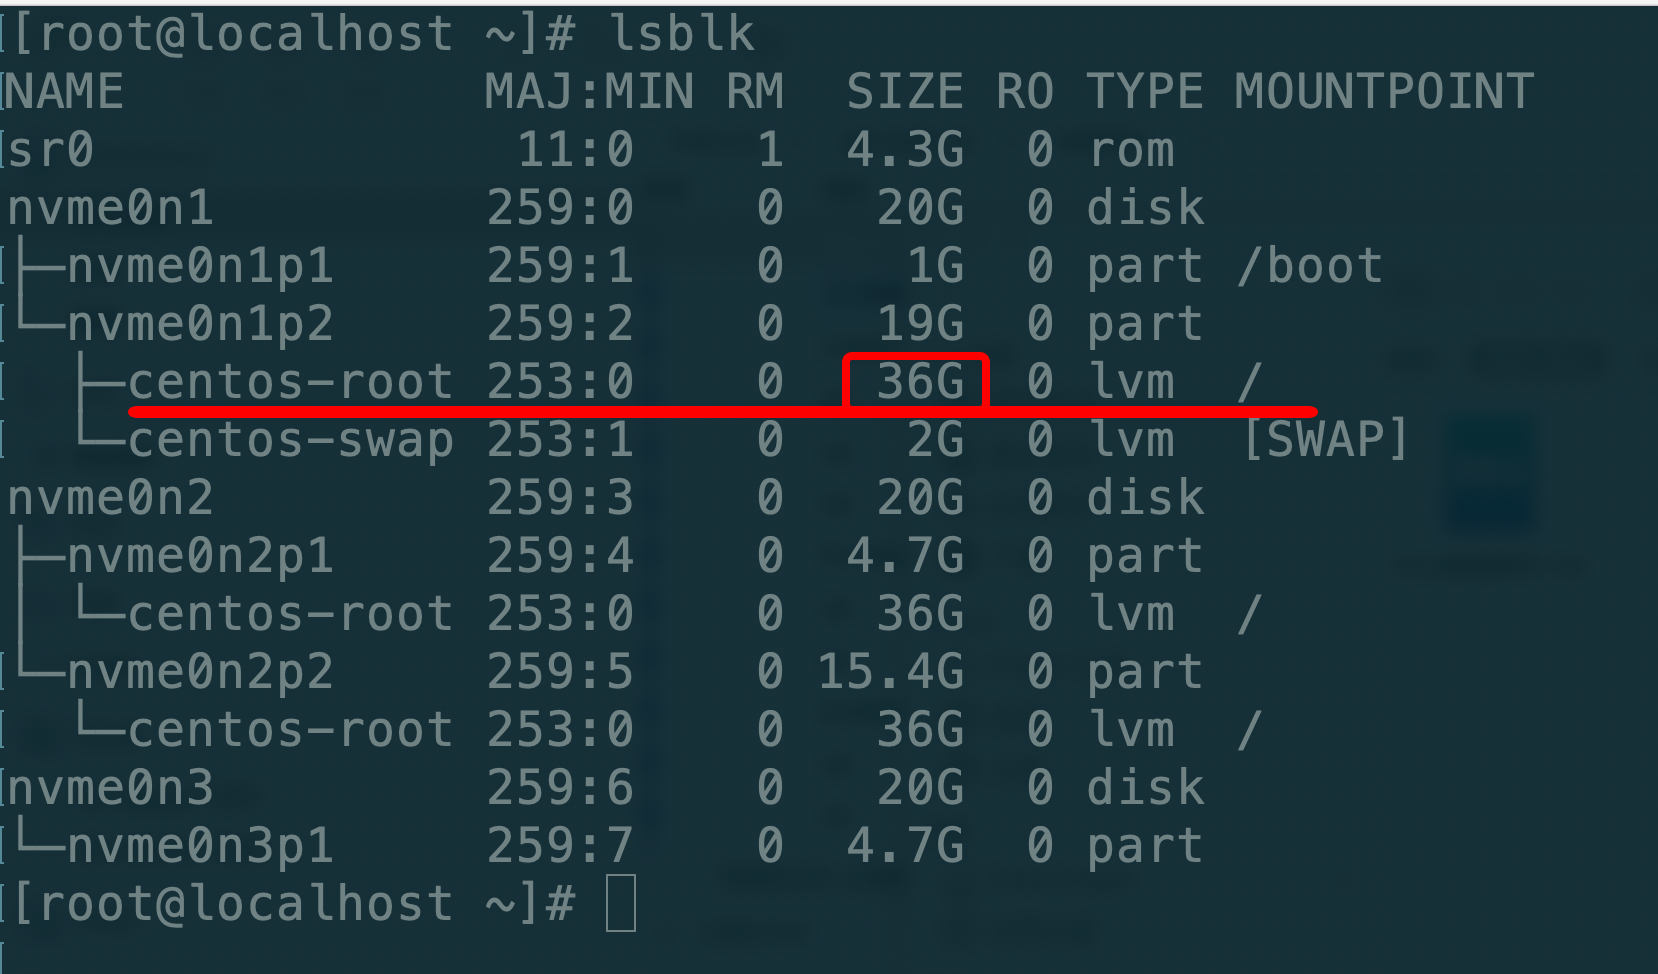 [root@localhost ~]# lsblk
NAME            MAJ:MIN RM  SIZE RO TYPE MOUNTPOINT
sr0              11:0    1  4.3G  0 rom
nvme0n1         259:0    0   20G  0 disk
├─nvme0n1p1     259:1    0    1G  0 part /boot
└─nvme0n1p2     259:2    0   19G  0 part
  ├─centos-root 253:0    0   36G  0 lvm  /
  └─centos-swap 253:1    0    2G  0 lvm  [SWAP]
nvme0n2         259:3    0   20G  0 disk
├─nvme0n2p1     259:4    0  4.7G  0 part
│ └─centos-root 253:0    0   36G  0 lvm  /
└─nvme0n2p2     259:5    0 15.4G  0 part
  └─centos-root 253:0    0   36G  0 lvm  /
nvme0n3         259:6    0   20G  0 disk
└─nvme0n3p1     259:7    0  4.7G  0 part
[root@localhost ~]#